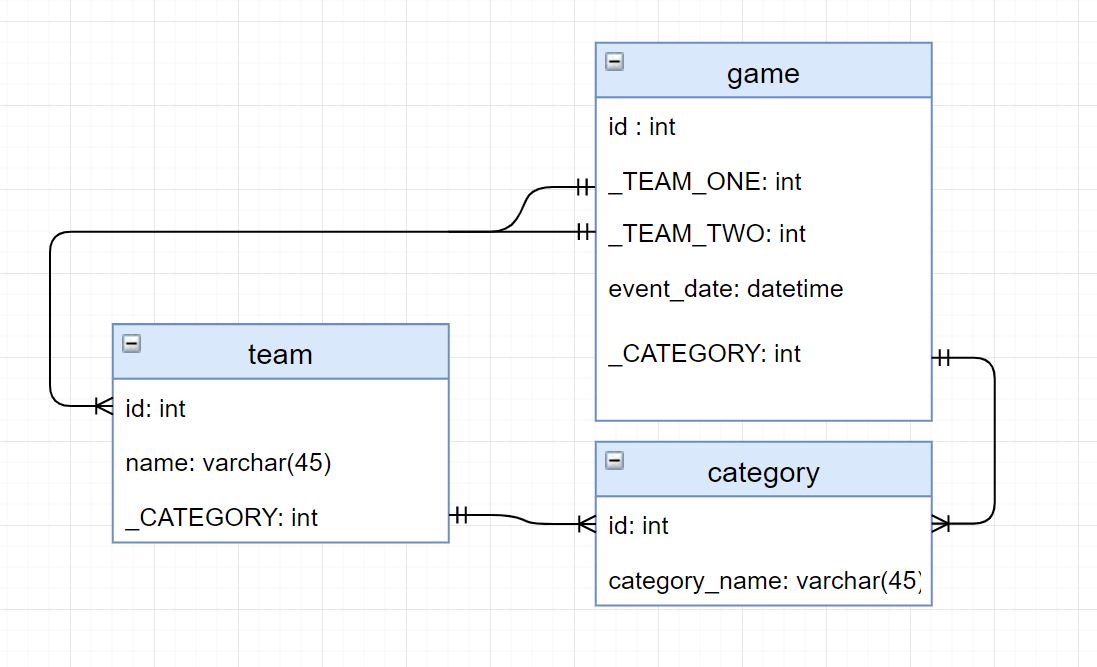 game
id : int
_TEAM_ONE: int
_TEAM_TWO: int
event_date: datetime
_CATEGORY: int
team
id: int
name: varchar(45)
_CATEGORY: int
category
id: int
category_name: varchar(45)